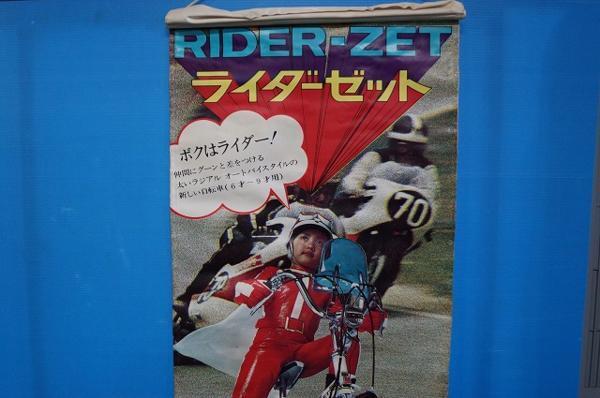 RIDER-ZET
ライダーゼット
ボクはライダー!
仲間にグーンと差をつける
太いラジアル オートバイスタイルの
新しい自転車(6才-9才用)
70